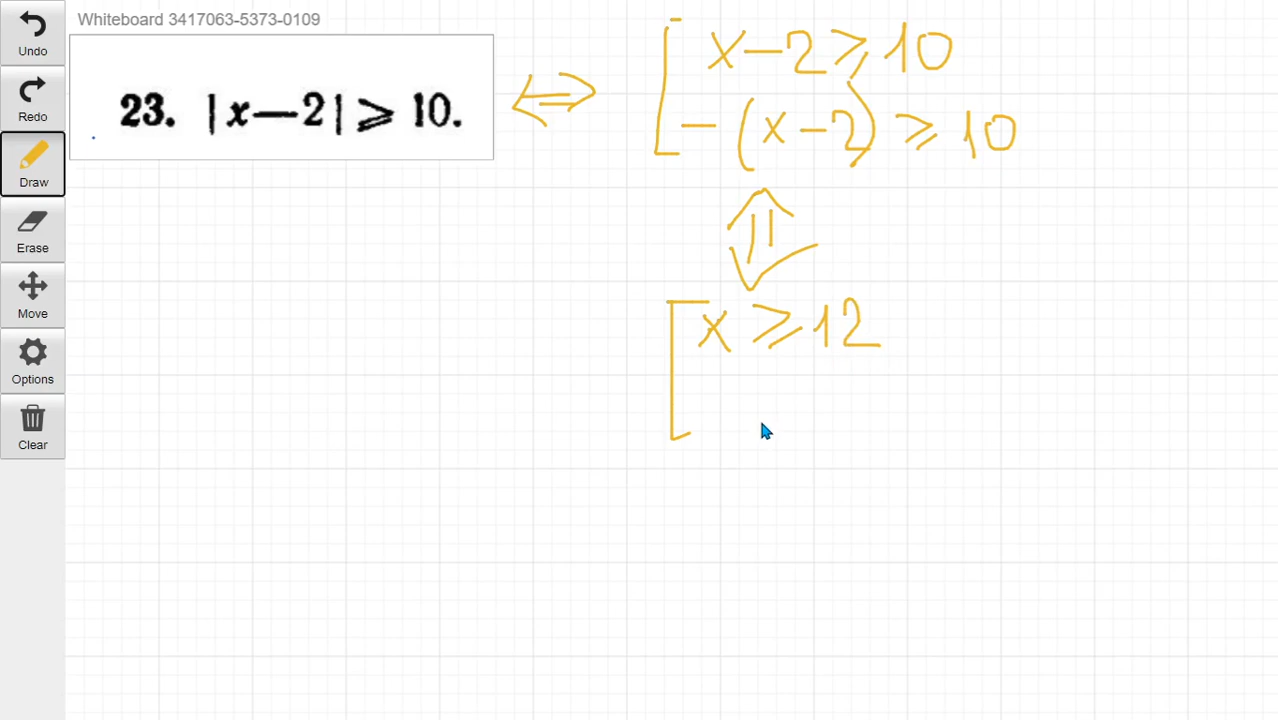 Whiteboard 3417063-5373-0109
Undo
Redo
Draw
Erase
Move
Options
Clear
23. |x—2| ⩾ 10.
⇔
[ x−2 ⩾ 10
−(x−2) ⩾ 10
⇕
[ x ⩾ 12